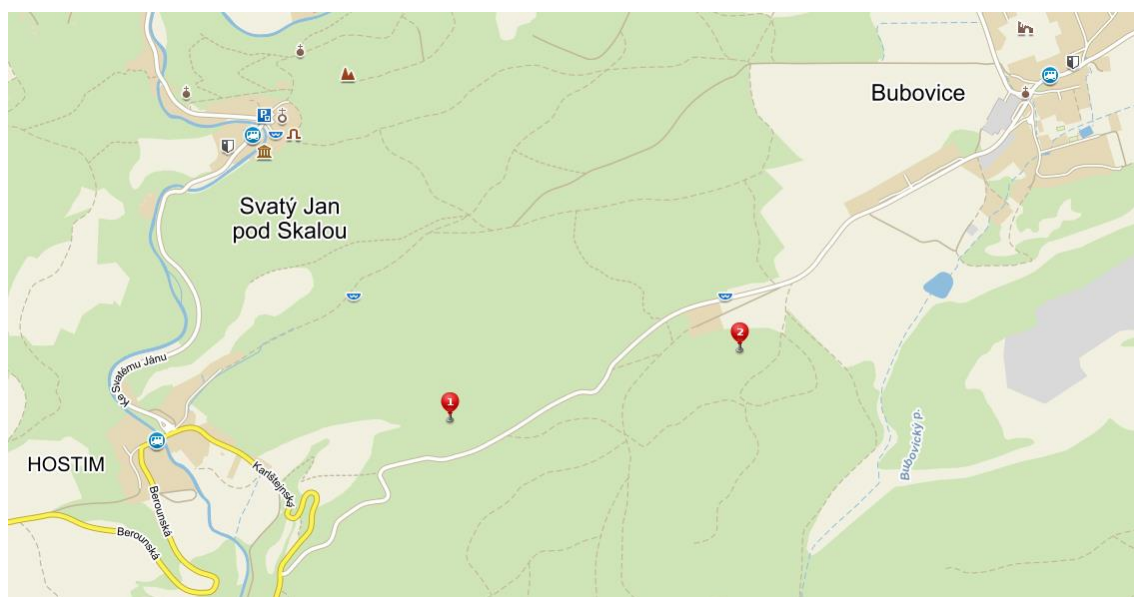 Bubovice
P
Svatý Jan
pod Skalou
2
Ke Svatému Jánu
1
Bubovický p.
HOSTIM
Karlštejnská
Berounská
Berounská